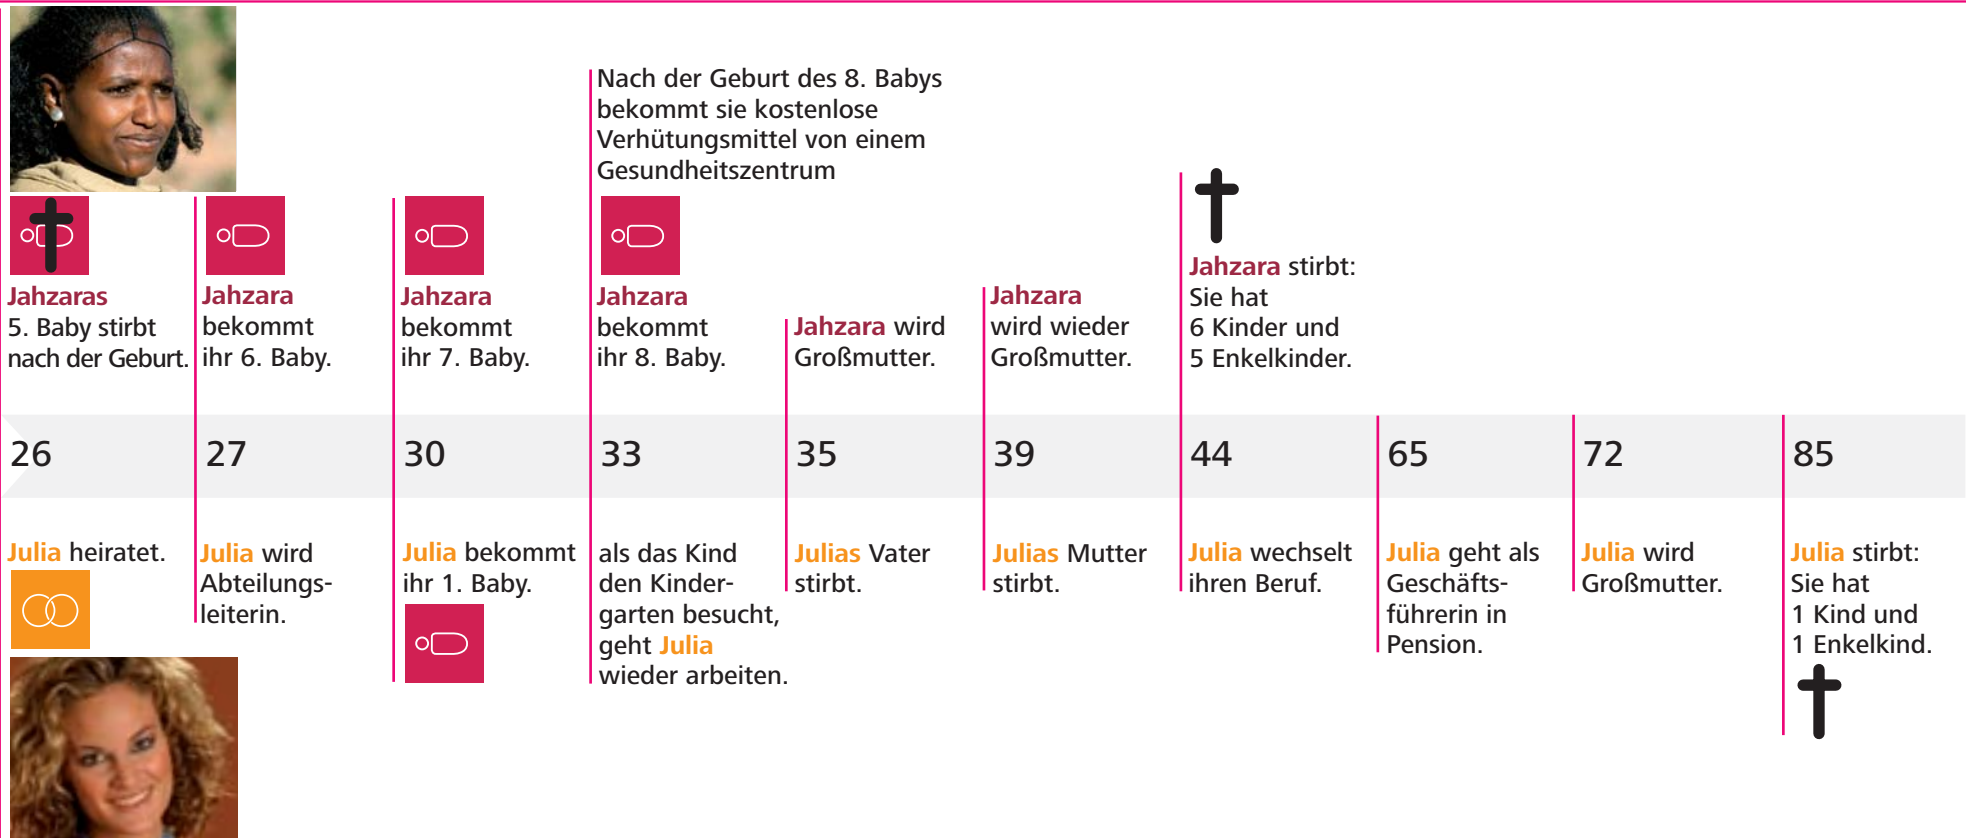 Nach der Geburt des 8. Babys
bekommt sie kostenlose
Verhütungsmittel von einem
Gesundheitszentrum
Jahzaras
5. Baby stirbt
nach der Geburt.
Jahzara
bekommt
ihr 6. Baby.
Jahzara
bekommt
ihr 7. Baby.
Jahzara
bekommt
ihr 8. Baby.
Jahzara wird
Großmutter.
Jahzara
wird wieder
Großmutter.
Jahzara stirbt:
Sie hat
6 Kinder und
5 Enkelkinder.
26
27
30
33
35
39
44
65
72
85
Julia heiratet.
Julia wird
Abteilungs-
leiterin.
Julia bekommt
ihr 1. Baby.
als das Kind
den Kinder-
garten besucht,
geht Julia
wieder arbeiten.
Julias Vater
stirbt.
Julias Mutter
stirbt.
Julia wechselt
ihren Beruf.
Julia geht als
Geschäfts-
führerin in
Pension.
Julia wird
Großmutter.
Julia stirbt:
Sie hat
1 Kind und
1 Enkelkind.